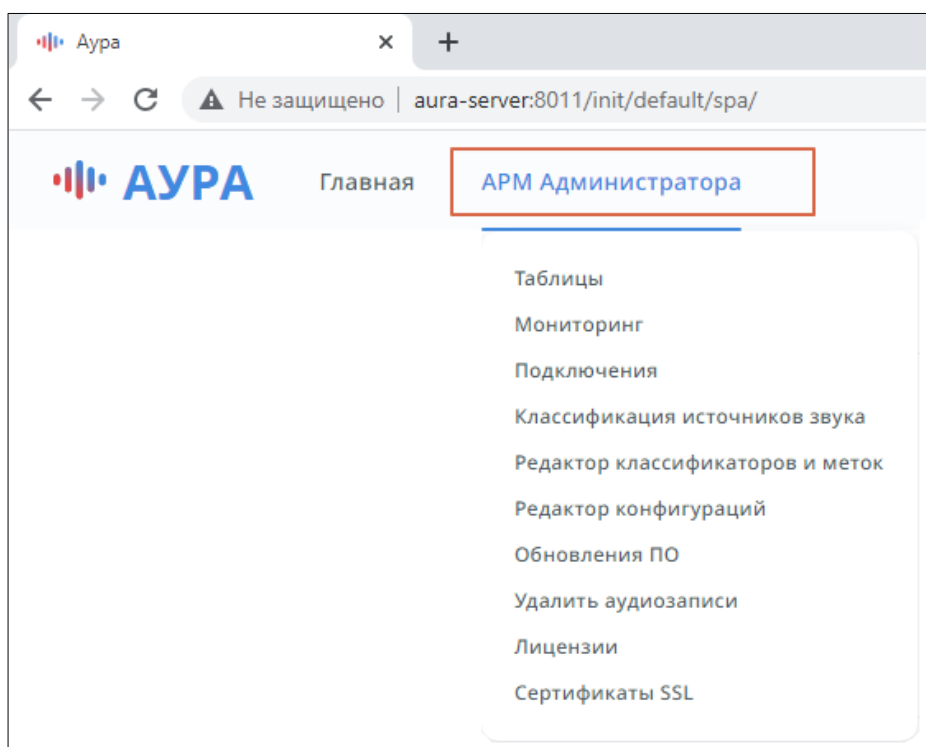 Аура
Не защищено | aura-server:8011/init/default/spa/
АУРА Главная АРМ Администратора
Таблицы
Мониторинг
Подключения
Классификация источников звука
Редактор классификаторов и меток
Редактор конфигураций
Обновления ПО
Удалить аудиозаписи
Лицензии
Сертификаты SSL